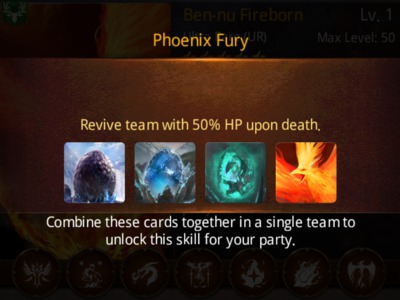 Ben-nu Fireborn Lv. 1
(UR) Max Level: 50
Phoenix Fury
Revive team with 50% HP upon death.
Combine these cards together in a single team to
unlock this skill for your party.